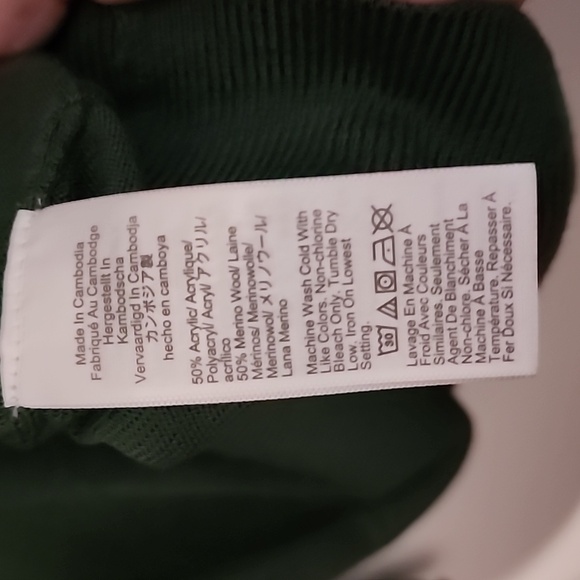 Made In Cambodia
Fabriqué Au Cambodge
Hergestellt In
Kambodscha
Vervaardigd In Cambodja
カンボジア製
hecho en camboya
50% Acrylic/ Acrylique/
Polyacryl/ Acryl/ アクリル/
acrílico
50% Merino Wool/ Laine
Mérinos/ Merinowolle/
Merinowol/ メリノウール/
Lana Merino
Machine Wash Cold With
Like Colors. Non-chlorine
Bleach Only. Tumble Dry
Low. Iron On Lowest
Setting.
30
Lavage En Machine À
Froid Avec Couleurs
Similaires. Seulement
Agent De Blanchiment
Non-chlore. Sécher À La
Machine À Basse
Température. Repasser À
Fer Doux Si Nécessaire.